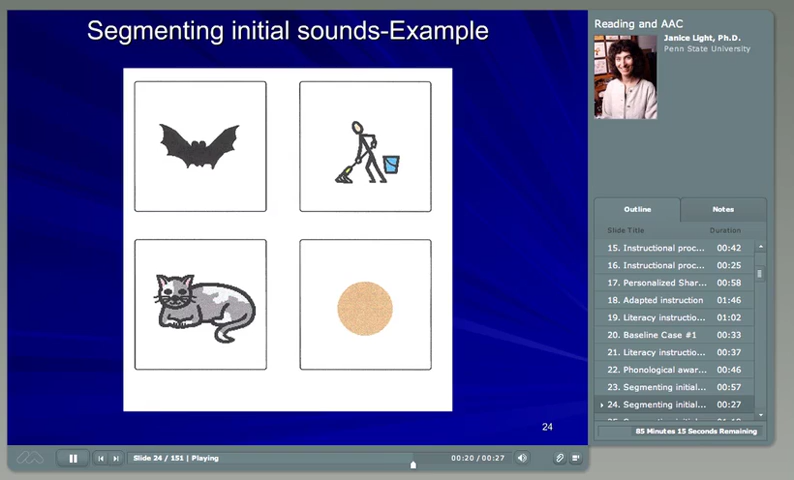 Segmenting initial sounds-Example
24
Reading and AAC
Janice Light, Ph.D.
Penn State University
Outline Notes
Slide Title Duration
15. Instructional proc... 00:42
16. Instructional proc... 00:25
17. Personalized Shar... 00:58
18. Adapted instruction 01:46
19. Literacy instructio... 01:02
20. Baseline Case #1 00:33
21. Literacy instructio... 00:37
22. Phonological awar... 00:46
23. Segmenting initial... 00:57
24. Segmenting initial... 00:27
85 Minutes 15 Seconds Remaining
Slide 24 / 151 | Playing 00:20 / 00:27